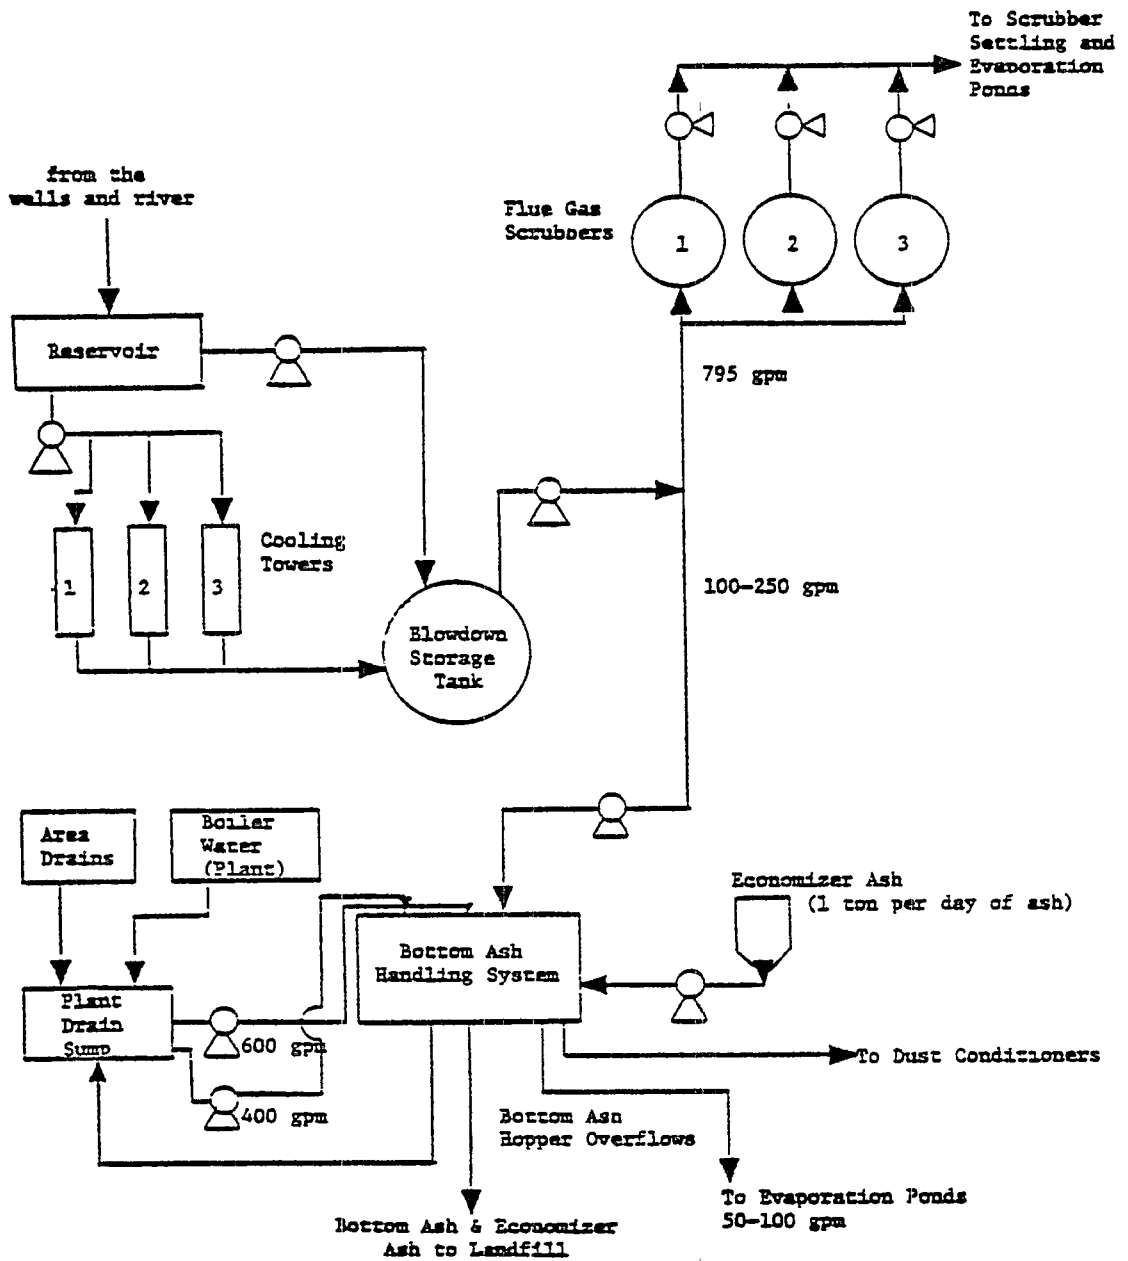 To Scrubber
Settling and
Evaporation
Ponds
from the
wells and river
Flue Gas
Scrubbers
1
2
3
Reservoir
795 gpm
Cooling
Towers
1
2
3
100-250 gpm
Blowdown
Storage
Tank
Area
Drains
Boiler
Water
(Plant)
Economizer Ash
(1 ton per day of ash)
Bottom Ash
Handling System
Plant
Drain
Sump
600 gpm
To Dust Conditioners
400 gpm
Bottom Ash
Hopper Overflows
To Evaporation Ponds
50-100 gpm
Bottom Ash & Economizer
Ash to Landfill